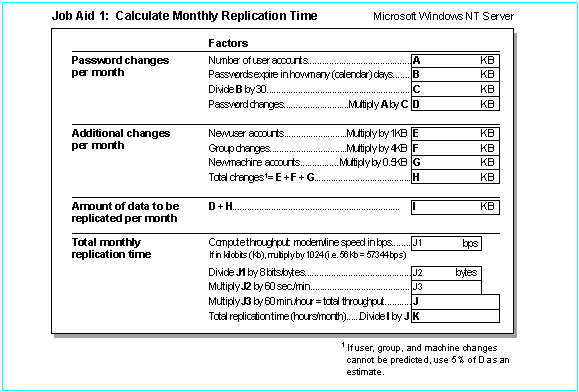 Job Aid 1: Calculate Monthly Replication Time Microsoft Windows NT Server
Factors
Password changes per month
Number of user accounts A KB
Passwords expire in how many (calendar) days B KB
Divide B by 30 C KB
Password changes Multiply A by C D KB
Additional changes per month
New user accounts Multiply by 1KB E KB
Group changes Multiply by 4KB F KB
New machine accounts Multiply by 0.5KB G KB
Total changes¹ = E + F + G H KB
Amount of data to be replicated per month
D + H I KB
Total monthly replication time
Compute throughput: modem/line speed in bps J1 bps
If in kilobits (Kb), multiply by 1024 (i.e. 56Kb = 57344 bps)
Divide J1 by 8 bits/bytes J2 bytes
Multiply J2 by 60 sec./min J3
Multiply J3 by 60 min./hour = total throughput J
Total replication time (hours/month) Divide I by J K
¹ If user, group, and machine changes
cannot be predicted, use 5% of D as an
estimate.